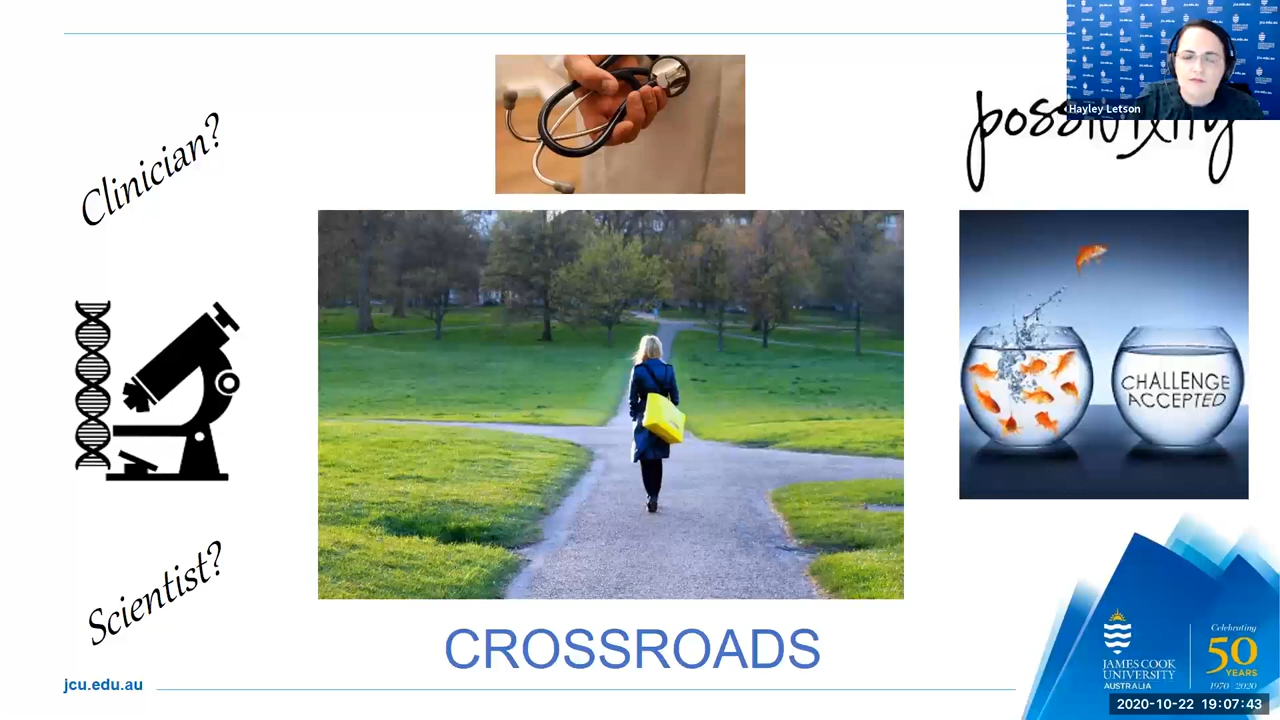 Hayley Letson
Clinician?
CHALLENGE
ACCEPTED
Scientist?
CROSSROADS
jcu.edu.au
JAMES COOK
UNIVERSITY
AUSTRALIA
Celebrating
50
YEARS
1970 - 2020
2020-10-22 19:07:43